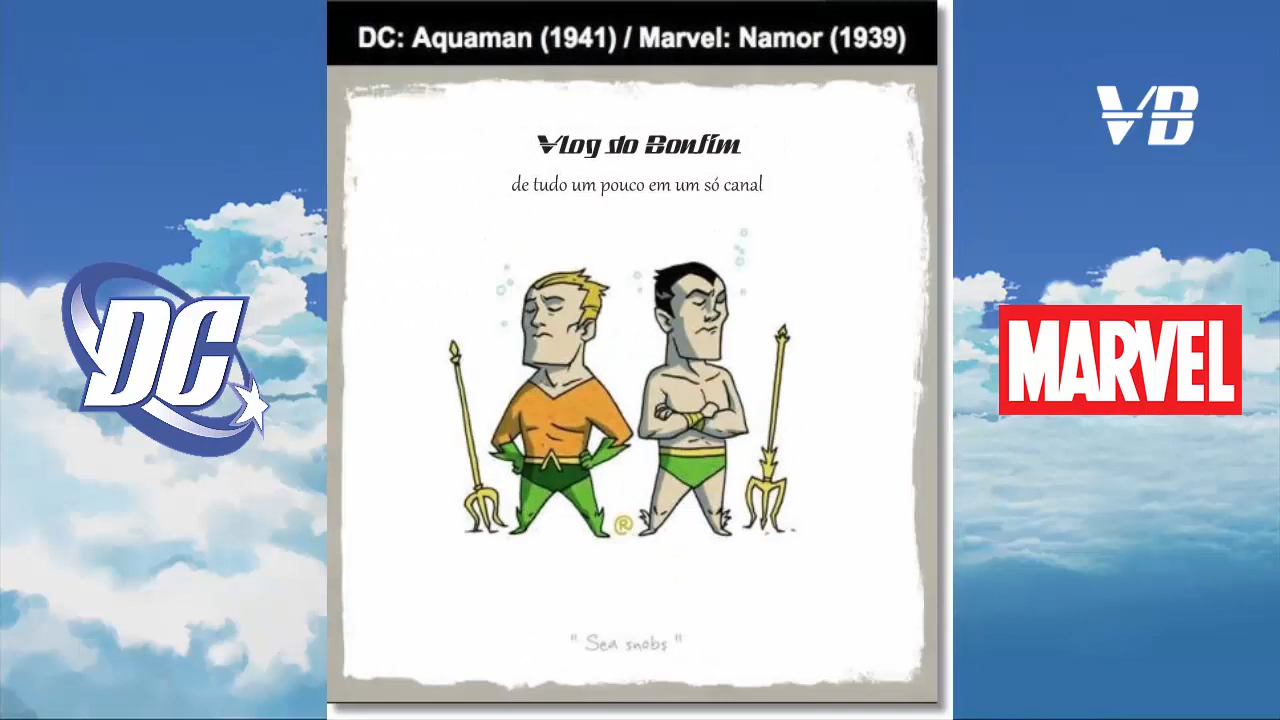 DC: Aquaman (1941) / Marvel: Namor (1939)
VB
Vlog do Bonfim
de tudo um pouco em um só canal
DC
MARVEL
®
" Sea snobs "